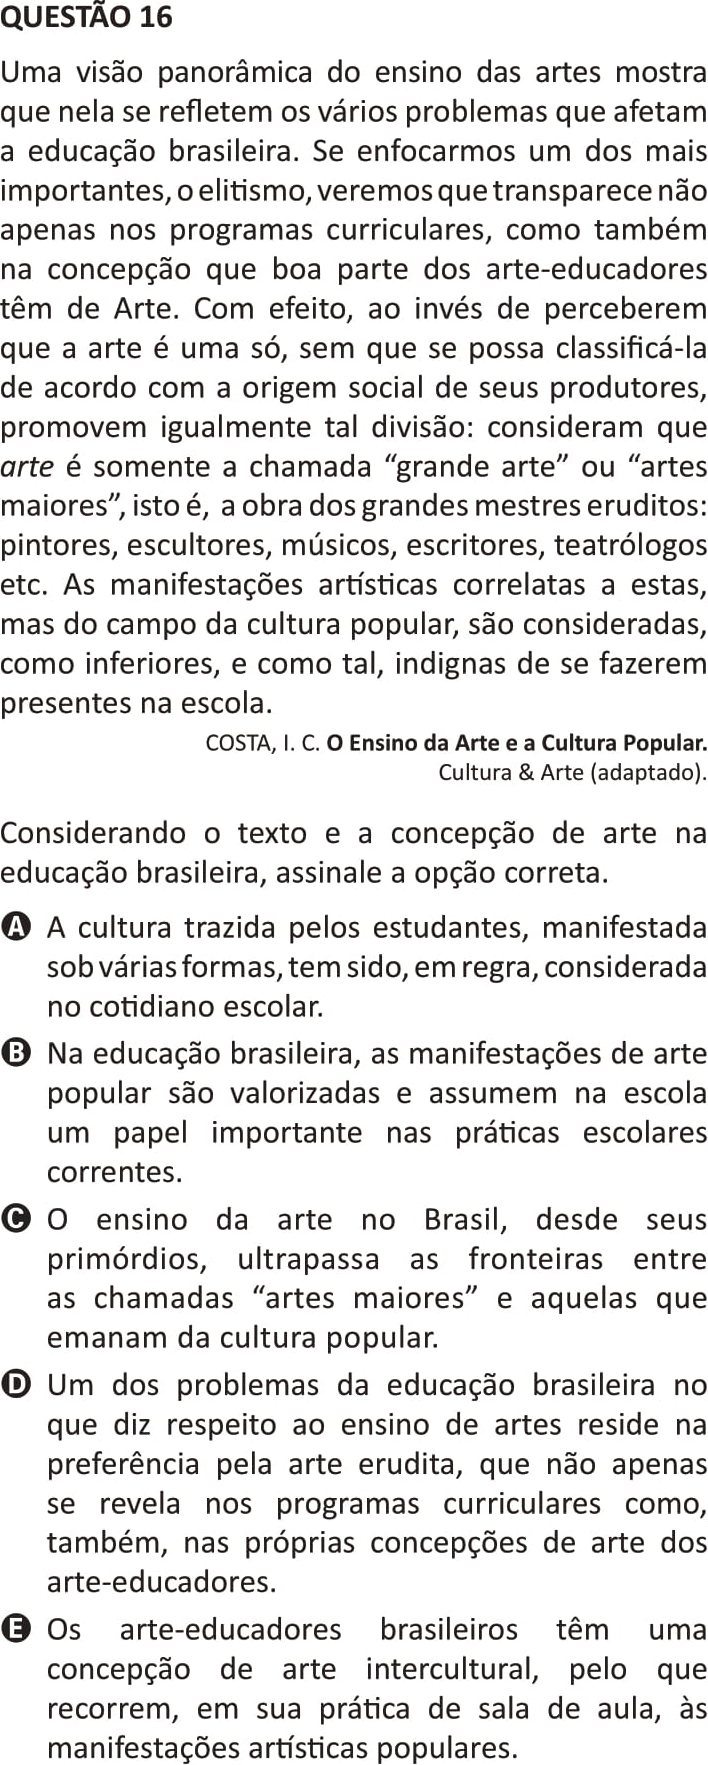 QUESTÃO 16
Uma visão panorâmica do ensino das artes mostra
que nela se refletem os vários problemas que afetam
a educação brasileira. Se enfocarmos um dos mais
importantes, o elitismo, veremos que transparece não
apenas nos programas curriculares, como também
na concepção que boa parte dos arte-educadores
têm de Arte. Com efeito, ao invés de perceberem
que a arte é uma só, sem que se possa classificá-la
de acordo com a origem social de seus produtores,
promovem igualmente tal divisão: consideram que
arte é somente a chamada “grande arte” ou “artes
maiores”, isto é, a obra dos grandes mestres eruditos:
pintores, escultores, músicos, escritores, teatrólogos
etc. As manifestações artísticas correlatas a estas,
mas do campo da cultura popular, são consideradas,
como inferiores, e como tal, indignas de se fazerem
presentes na escola.
COSTA, I. C. O Ensino da Arte e a Cultura Popular.
Cultura & Arte (adaptado).
Considerando o texto e a concepção de arte na
educação brasileira, assinale a opção correta.
A A cultura trazida pelos estudantes, manifestada
sob várias formas, tem sido, em regra, considerada
no cotidiano escolar.
B Na educação brasileira, as manifestações de arte
popular são valorizadas e assumem na escola
um papel importante nas práticas escolares
correntes.
C O ensino da arte no Brasil, desde seus
primórdios, ultrapassa as fronteiras entre
as chamadas “artes maiores” e aquelas que
emanam da cultura popular.
D Um dos problemas da educação brasileira no
que diz respeito ao ensino de artes reside na
preferência pela arte erudita, que não apenas
se revela nos programas curriculares como,
também, nas próprias concepções de arte dos
arte-educadores.
E Os arte-educadores brasileiros têm uma
concepção de arte intercultural, pelo que
recorrem, em sua prática de sala de aula, às
manifestações artísticas populares.